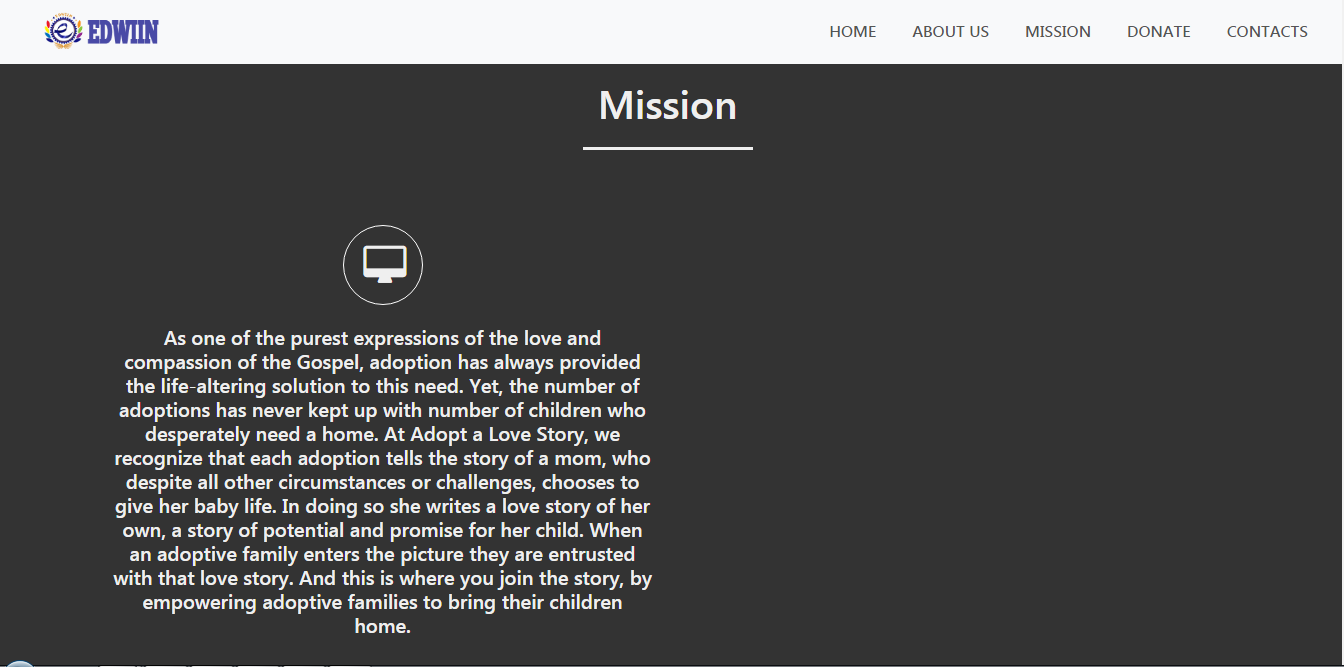 EDWIIN
HOME
ABOUT US
MISSION
DONATE
CONTACTS
Mission
As one of the purest expressions of the love and
compassion of the Gospel, adoption has always provided
the life-altering solution to this need. Yet, the number of
adoptions has never kept up with number of children who
desperately need a home. At Adopt a Love Story, we
recognize that each adoption tells the story of a mom, who
despite all other circumstances or challenges, chooses to
give her baby life. In doing so she writes a love story of her
own, a story of potential and promise for her child. When
an adoptive family enters the picture they are entrusted
with that love story. And this is where you join the story, by
empowering adoptive families to bring their children
home.